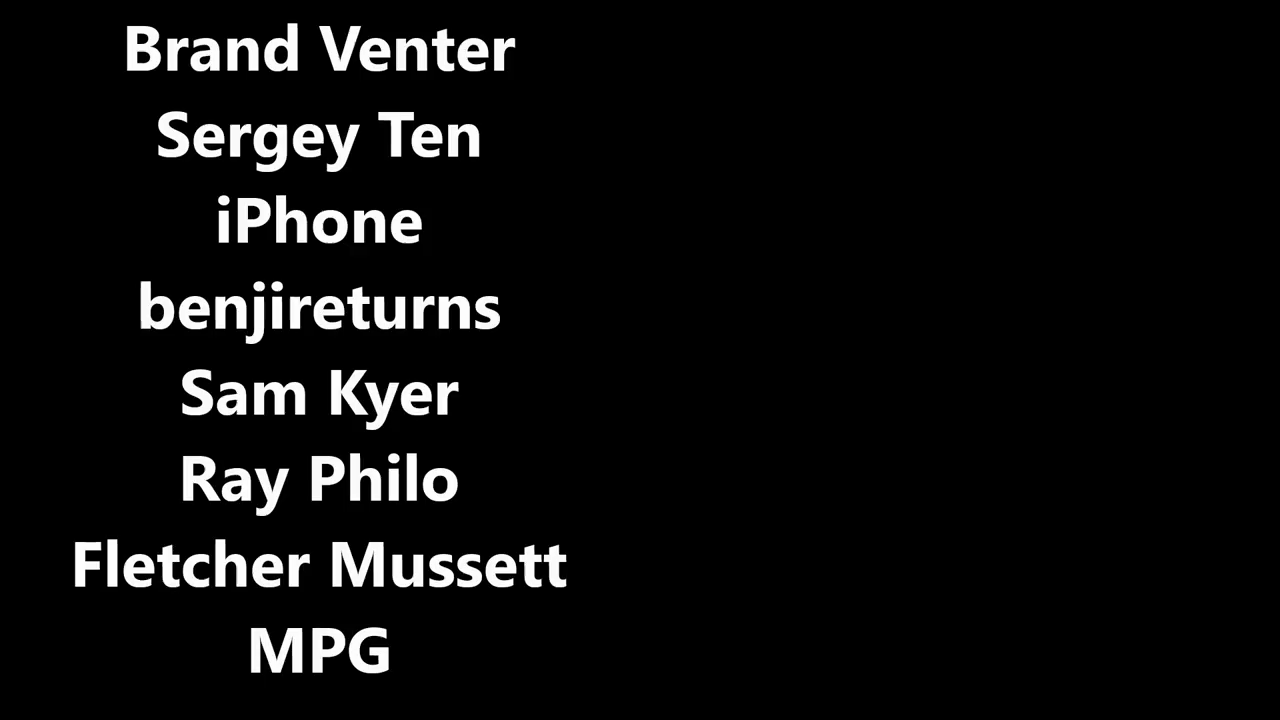 Brand Venter
Sergey Ten
iPhone
benjireturns
Sam Kyer
Ray Philo
Fletcher Mussett
MPG